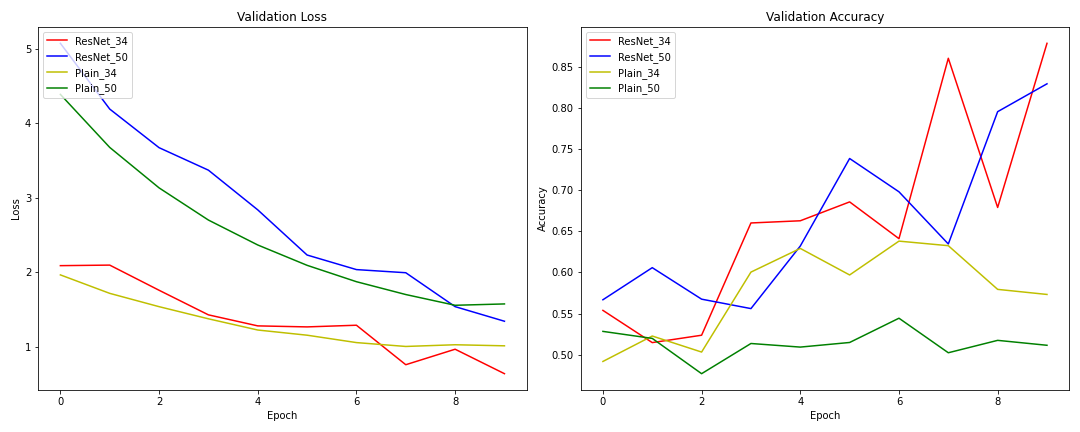 Validation Loss
ResNet_34
ResNet_50
Plain_34
Plain_50
5
4
3
2
1
Loss
0 2 4 6 8
Epoch
Validation Accuracy
ResNet_34
ResNet_50
Plain_34
Plain_50
0.85
0.80
0.75
0.70
0.65
0.60
0.55
0.50
Accuracy
0 2 4 6 8
Epoch